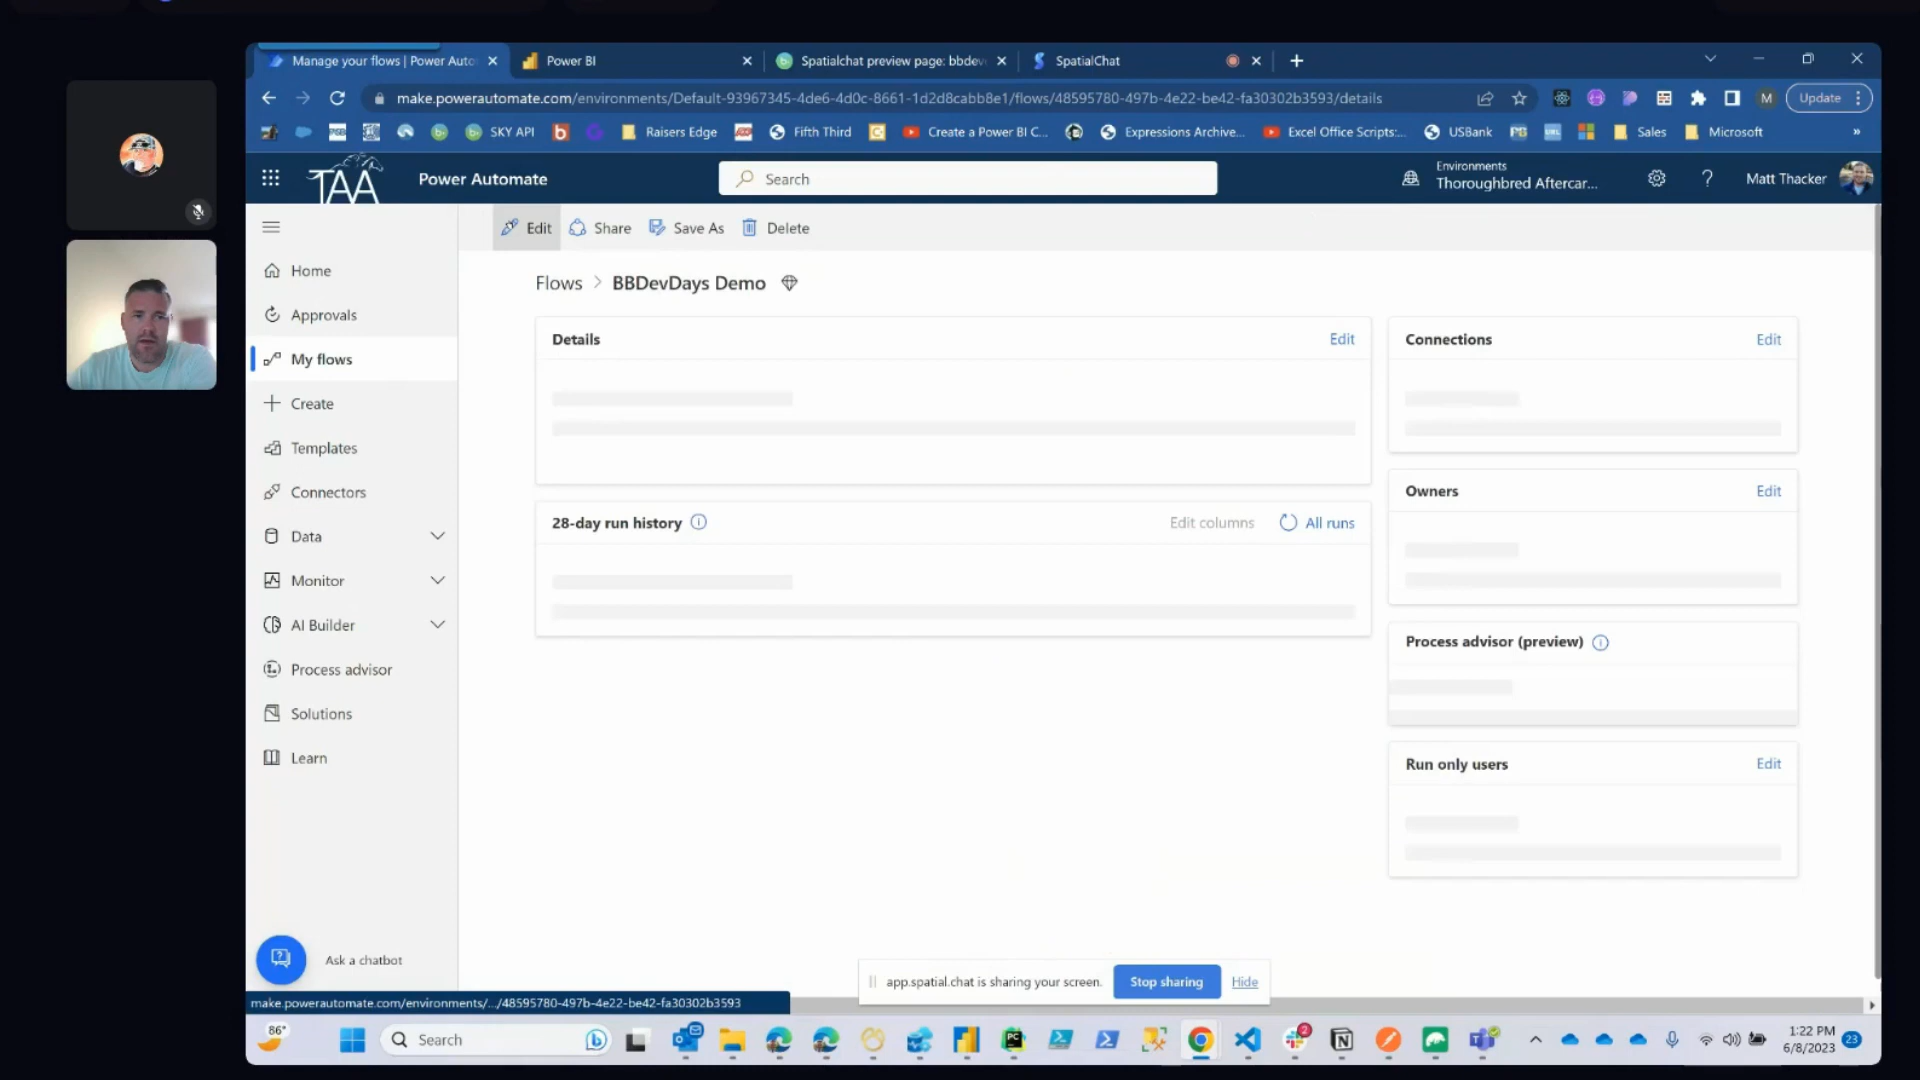 Manage your flows | Power Auto
Power BI
Spatialchat preview page: bbdev
SpatialChat
make.powerautomate.com/environments/Default-93967345-4de6-4d0c-8661-1d2d8cabb8e1/flows/48595780-497b-4e22-be42-fa30302b3593/details
M
Update
SKY API
Raisers Edge
Fifth Third
Create a Power BI C...
Expressions Archive...
Excel Office Scripts:...
USBank
Sales
Microsoft
»
TAA
Power Automate
Search
Environments
Thoroughbred Aftercar...
?
Matt Thacker
Edit
Share
Save As
Delete
Home
Approvals
My flows
Create
Templates
Connectors
Data
Monitor
AI Builder
Process advisor
Solutions
Learn
Ask a chatbot
Flows > BBDevDays Demo
Details
Edit
28-day run history
Edit columns
All runs
Connections
Edit
Owners
Edit
Process advisor (preview)
Run only users
Edit
app.spatial.chat is sharing your screen.
Stop sharing
Hide
make.powerautomate.com/environments/.../48595780-497b-4e22-be42-fa30302b3593
86°
Search
2
1:22 PM
6/8/2023
23